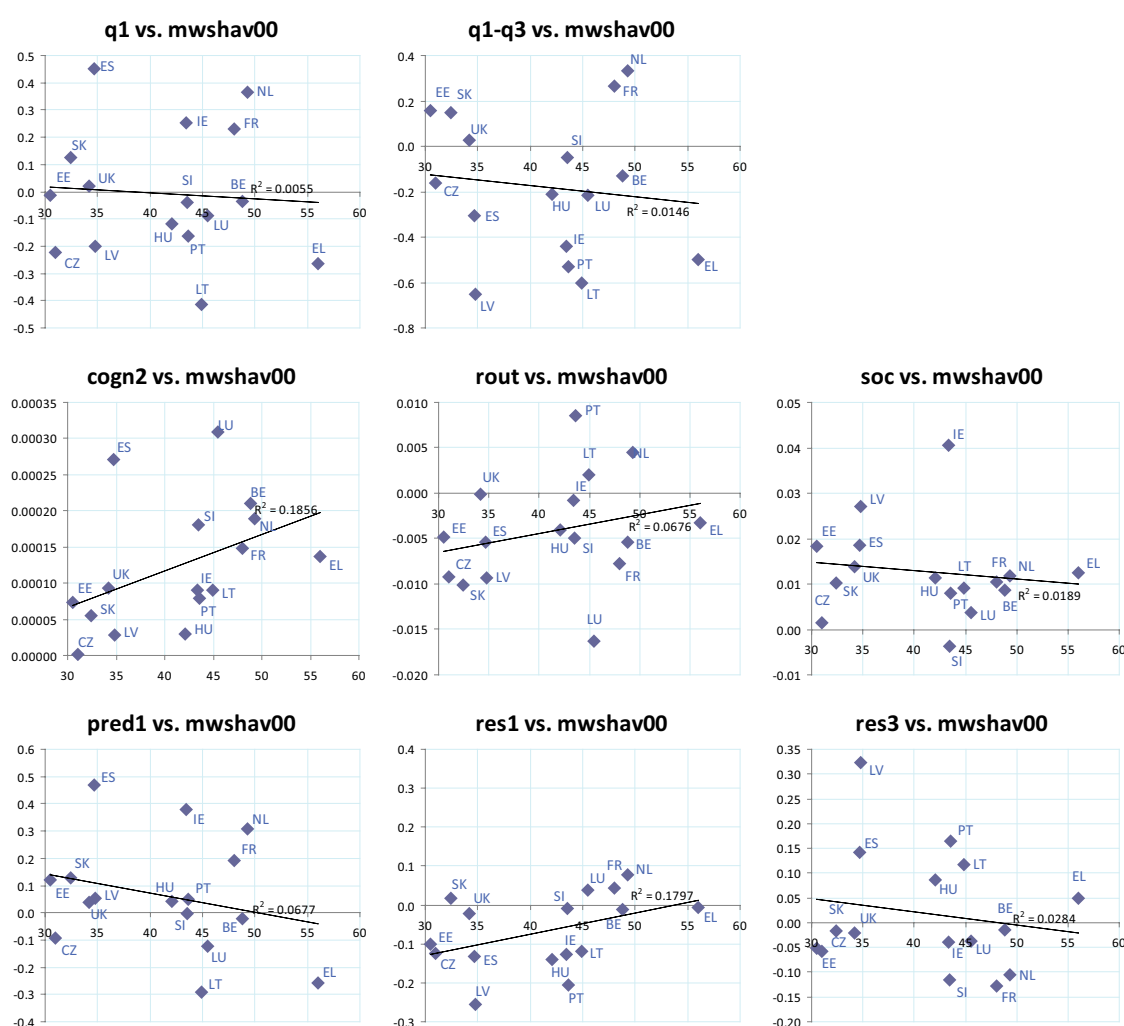 q1 vs. mwshav00
0.5
0.4
0.3
0.2
0.1
0.0
-0.1
-0.2
-0.3
-0.4
-0.5
30 35 40 45 50 55 60
ES
NL
IE
FR
SK
EE
UK
SI
BE
R² = 0.0055
LU
HU
PT
CZ
LV
EL
LT
q1-q3 vs. mwshav00
0.4
0.2
0.0
-0.2
-0.4
-0.6
-0.8
30 35 40 45 50 55 60
NL
FR
EE
SK
UK
SI
BE
CZ
HU
LU
R² = 0.0146
ES
IE
PT
EL
LT
LV
cogn2 vs. mwshav00
0.00035
0.00030
0.00025
0.00020
0.00015
0.00010
0.00005
0.00000
30 35 40 45 50 55 60
LU
ES
BE
R² = 0.1856
SI
NL
FR
EL
UK
EE
IE
LT
SK
PT
HU
LV
CZ
rout vs. mwshav00
0.010
0.005
0.000
-0.005
-0.010
-0.015
-0.020
30 35 40 45 50 55 60
PT
LT
NL
UK
IE
R² = 0.0676
EL
EE
ES
HU
SI
BE
CZ
LV
FR
SK
LU
soc vs. mwshav00
0.05
0.04
0.03
0.02
0.01
0.00
-0.01
30 35 40 45 50 55 60
IE
LV
EE
ES
UK
LT
FR
NL
EL
SK
HU
PT
BE
R² = 0.0189
CZ
LU
SI
pred1 vs. mwshav00
0.6
0.5
0.4
0.3
0.2
0.1
0.0
-0.1
-0.2
-0.3
-0.4
30 35 40 45 50 55 60
ES
IE
NL
FR
SK
EE
LV
HU
PT
UK
SI
BE
R² = 0.0677
CZ
LU
EL
LT
res1 vs. mwshav00
0.4
0.3
0.2
0.1
0.0
-0.1
-0.2
-0.3
30 35 40 45 50 55 60
FR
NL
SK
LU
UK
SI
R² = 0.1797
BE
EL
EE
IE
LT
CZ
ES
HU
PT
LV
res3 vs. mwshav00
0.35
0.30
0.25
0.20
0.15
0.10
0.05
0.00
-0.05
-0.10
-0.15
-0.20
30 35 40 45 50 55 60
LV
PT
ES
LT
HU
EL
SK
UK
BE
R² = 0.0284
CZ
EE
IE
LU
NL
SI
FR